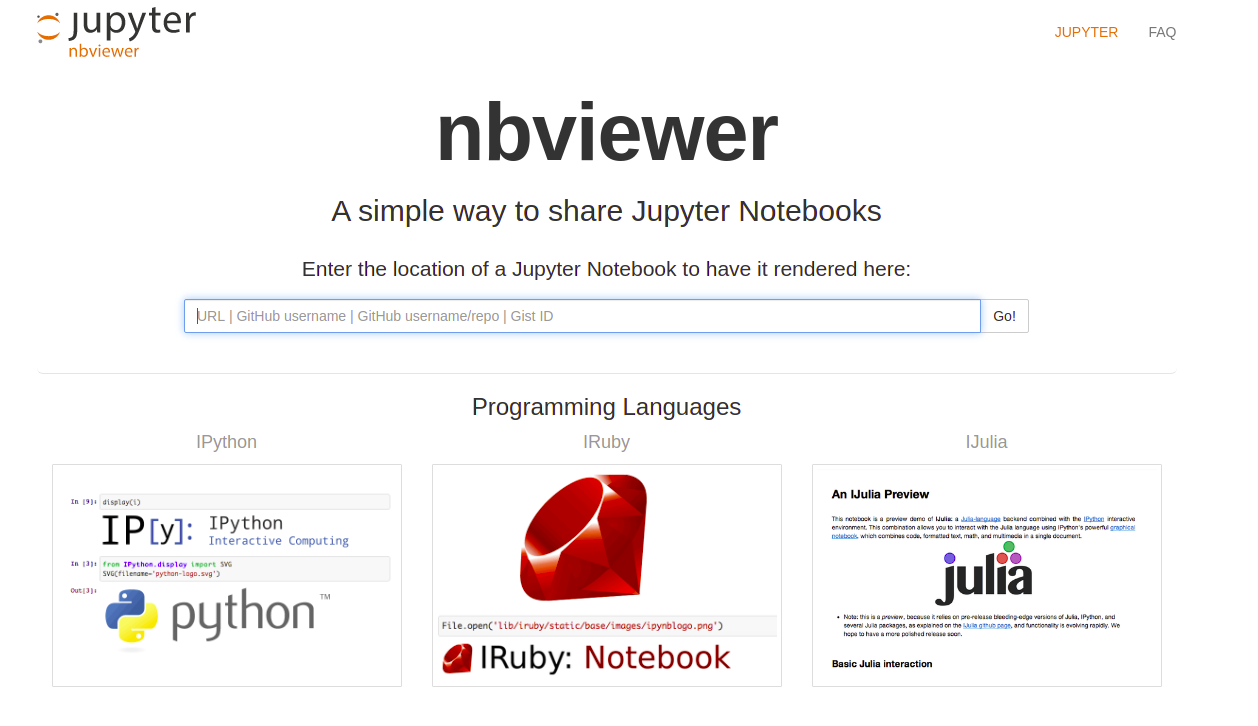 jupyter
nbviewer
JUPYTER FAQ
nbviewer
A simple way to share Jupyter Notebooks
Enter the location of a Jupyter Notebook to have it rendered here:
URL | GitHub username | GitHub username/repo | Gist ID
Go!
Programming Languages
IPython
In [9]: display(i)
IP[y]: IPython
Interactive Computing
In [3]: from IPython.display import SVG
SVG(filename='python-logo.svg')
Out[3]:
python™
IRuby
File.open('lib/iruby/static/base/images/ipynblogo.png')
IRuby: Notebook
IJulia
An IJulia Preview
This notebook is a preview demo of IJulia: a Julia-language backend combined with the IPython interactive
environment. This combination allows you to interact with the Julia language using IPython's powerful graphical
notebook, which combines code, formatted text, math, and multimedia in a single document.
julia
• Note: this is a preview, because it relies on pre-release bleeding-edge versions of Julia, IPython, and
several Julia packages, as explained on the IJulia github page, and functionality is evolving rapidly. We
hope to have a more polished release soon.
Basic Julia interaction